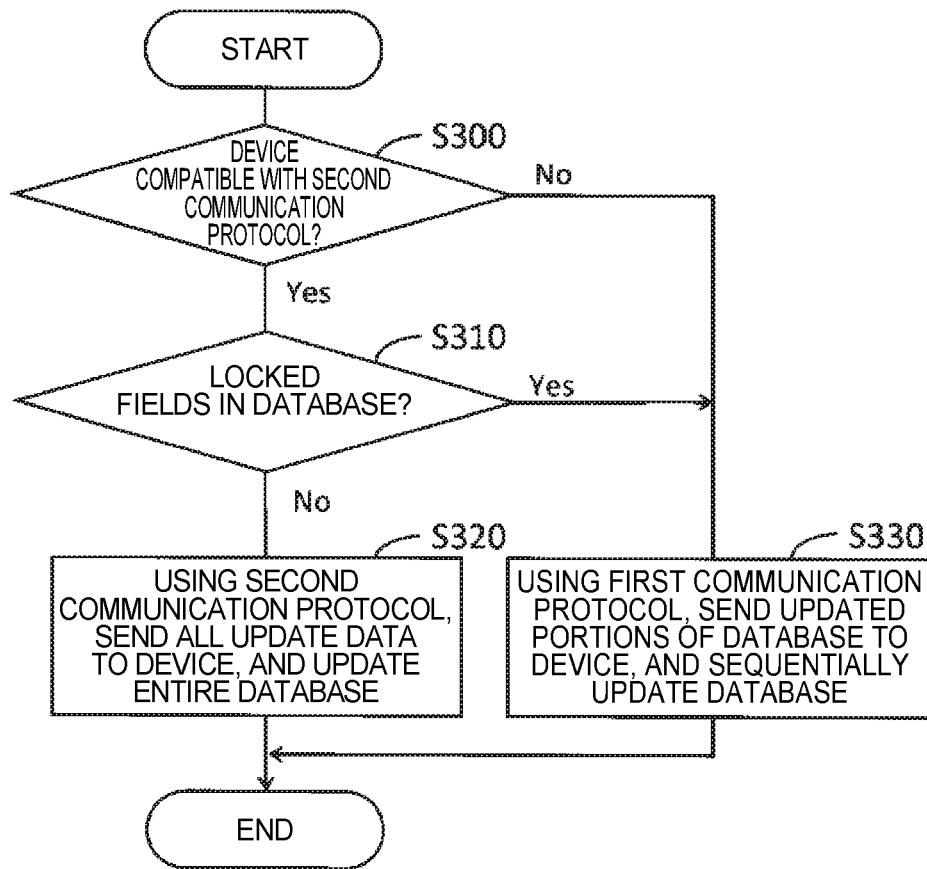 START
S300
DEVICE
COMPATIBLE WITH SECOND
COMMUNICATION
PROTOCOL?
No
Yes
S310
LOCKED
FIELDS IN DATABASE?
Yes
No
S320
USING SECOND
COMMUNICATION PROTOCOL,
SEND ALL UPDATE DATA
TO DEVICE, AND UPDATE
ENTIRE DATABASE
S330
USING FIRST COMMUNICATION
PROTOCOL, SEND UPDATED
PORTIONS OF DATABASE TO
DEVICE, AND SEQUENTIALLY
UPDATE DATABASE
END